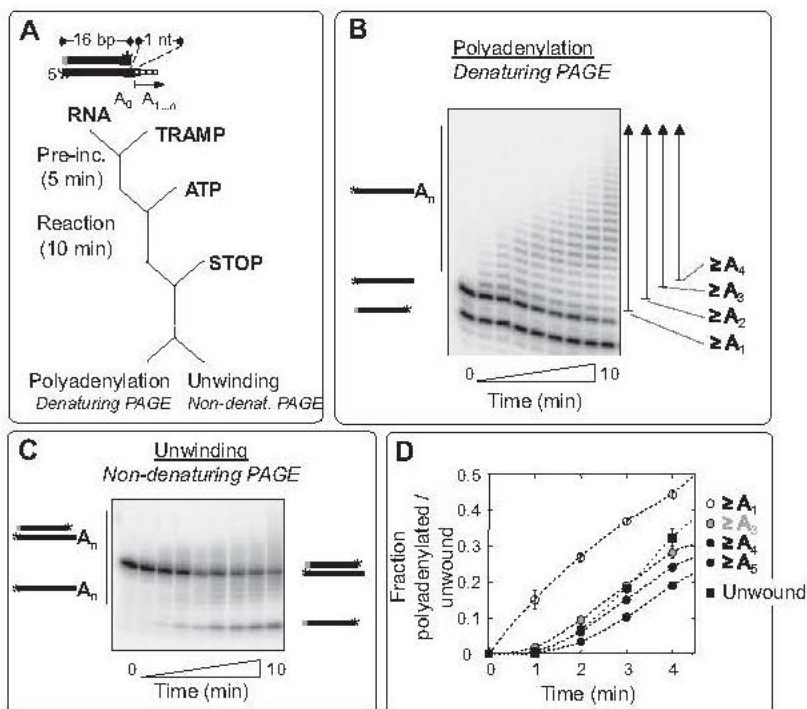 A
16 bp
1 nt
5'
A0
A1...n
RNA
TRAMP
Pre-inc.
(5 min)
ATP
Reaction
(10 min)
STOP
Polyadenylation
Denaturing PAGE
Unwinding
Non-denat. PAGE
B
Polyadenylation
Denaturing PAGE
An
≥A4
≥A3
≥A2
≥A1
0
10
Time (min)
C
Unwinding
Non-denaturing PAGE
An
An
0
10
Time (min)
D
Fraction
polyadenylated /
unwound
0.5
0.4
0.3
0.2
0.1
0
0 1 2 3 4
Time (min)
≥A1
≥A3
≥A4
≥A5
Unwound